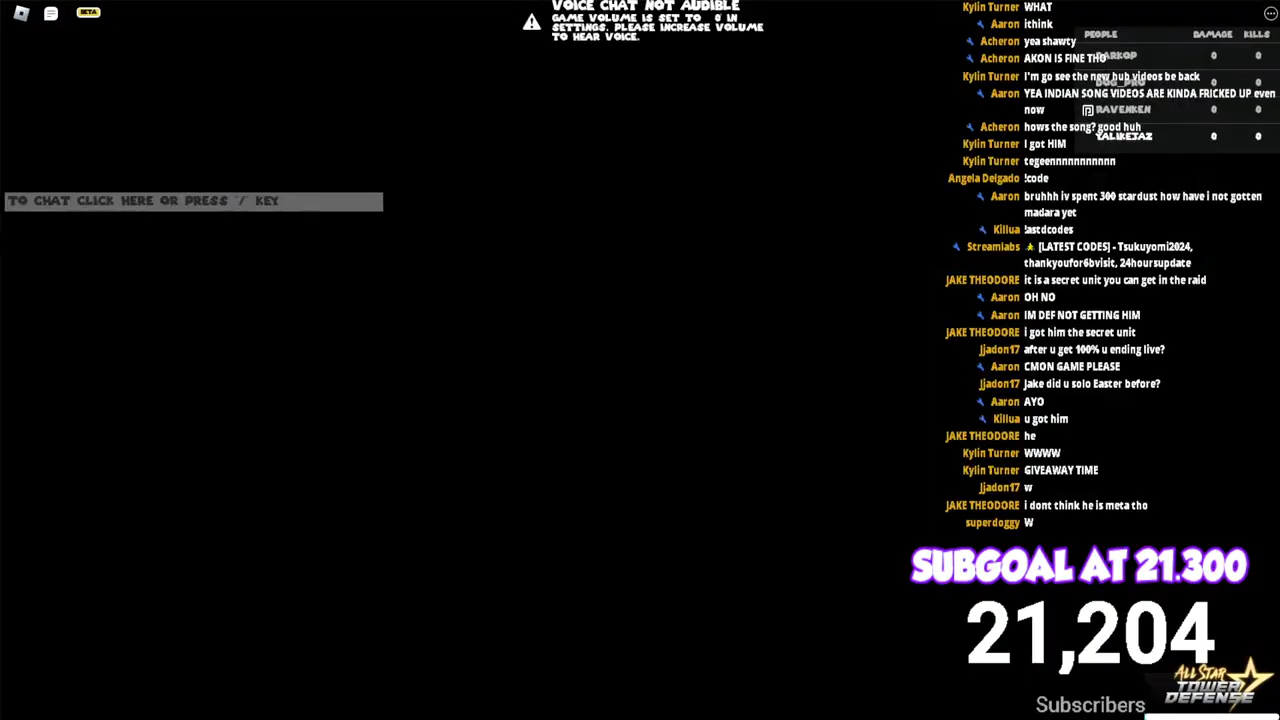 BETA
VOICE CHAT NOT AUDIBLE
GAME VOLUME IS SET TO 0 IN
SETTINGS. PLEASE INCREASE VOLUME
TO HEAR VOICE.
TO CHAT CLICK HERE OR PRESS '/' KEY
PEOPLE DAMAGE KILLS
DARKOP 0 0
DOG_PRO 0 0
RAVENKEN 0 0
YALIKEJAZ 0 0
Kylin Turner WHAT
Aaron ithink
Acheron yea shawty
Acheron AKON IS FINE THO
Kylin Turner I'm go see the new hub videos be back
Aaron YEA INDIAN SONG VIDEOS ARE KINDA FRICKED UP even
now
Acheron hows the song? good huh
Kylin Turner I got HIM
Kylin Turner tegeennnnnnnnnn
Angela Delgado !code
Aaron bruhhh iv spent 300 stardust how have i not gotten
madara yet
Killua !astdcodes
Streamlabs [LATEST CODES] - Tsukuyomi2024,
thankyoufor6bvisit, 24hoursupdate
JAKE THEODORE it is a secret unit you can get in the raid
Aaron OH NO
Aaron IM DEF NOT GETTING HIM
JAKE THEODORE i got him the secret unit
Jjadon17 after u get 100% u ending live?
Aaron CMON GAME PLEASE
Jjadon17 Jake did u solo Easter before?
Aaron AYO
Killua u got him
JAKE THEODORE he
Kylin Turner WWWW
Kylin Turner GIVEAWAY TIME
Jjadon17 w
JAKE THEODORE i dont think he is meta tho
superdoggy W
SUBGOAL AT 21.300
21,204
Subscribers
ALL STAR
TOWER
DEFENSE